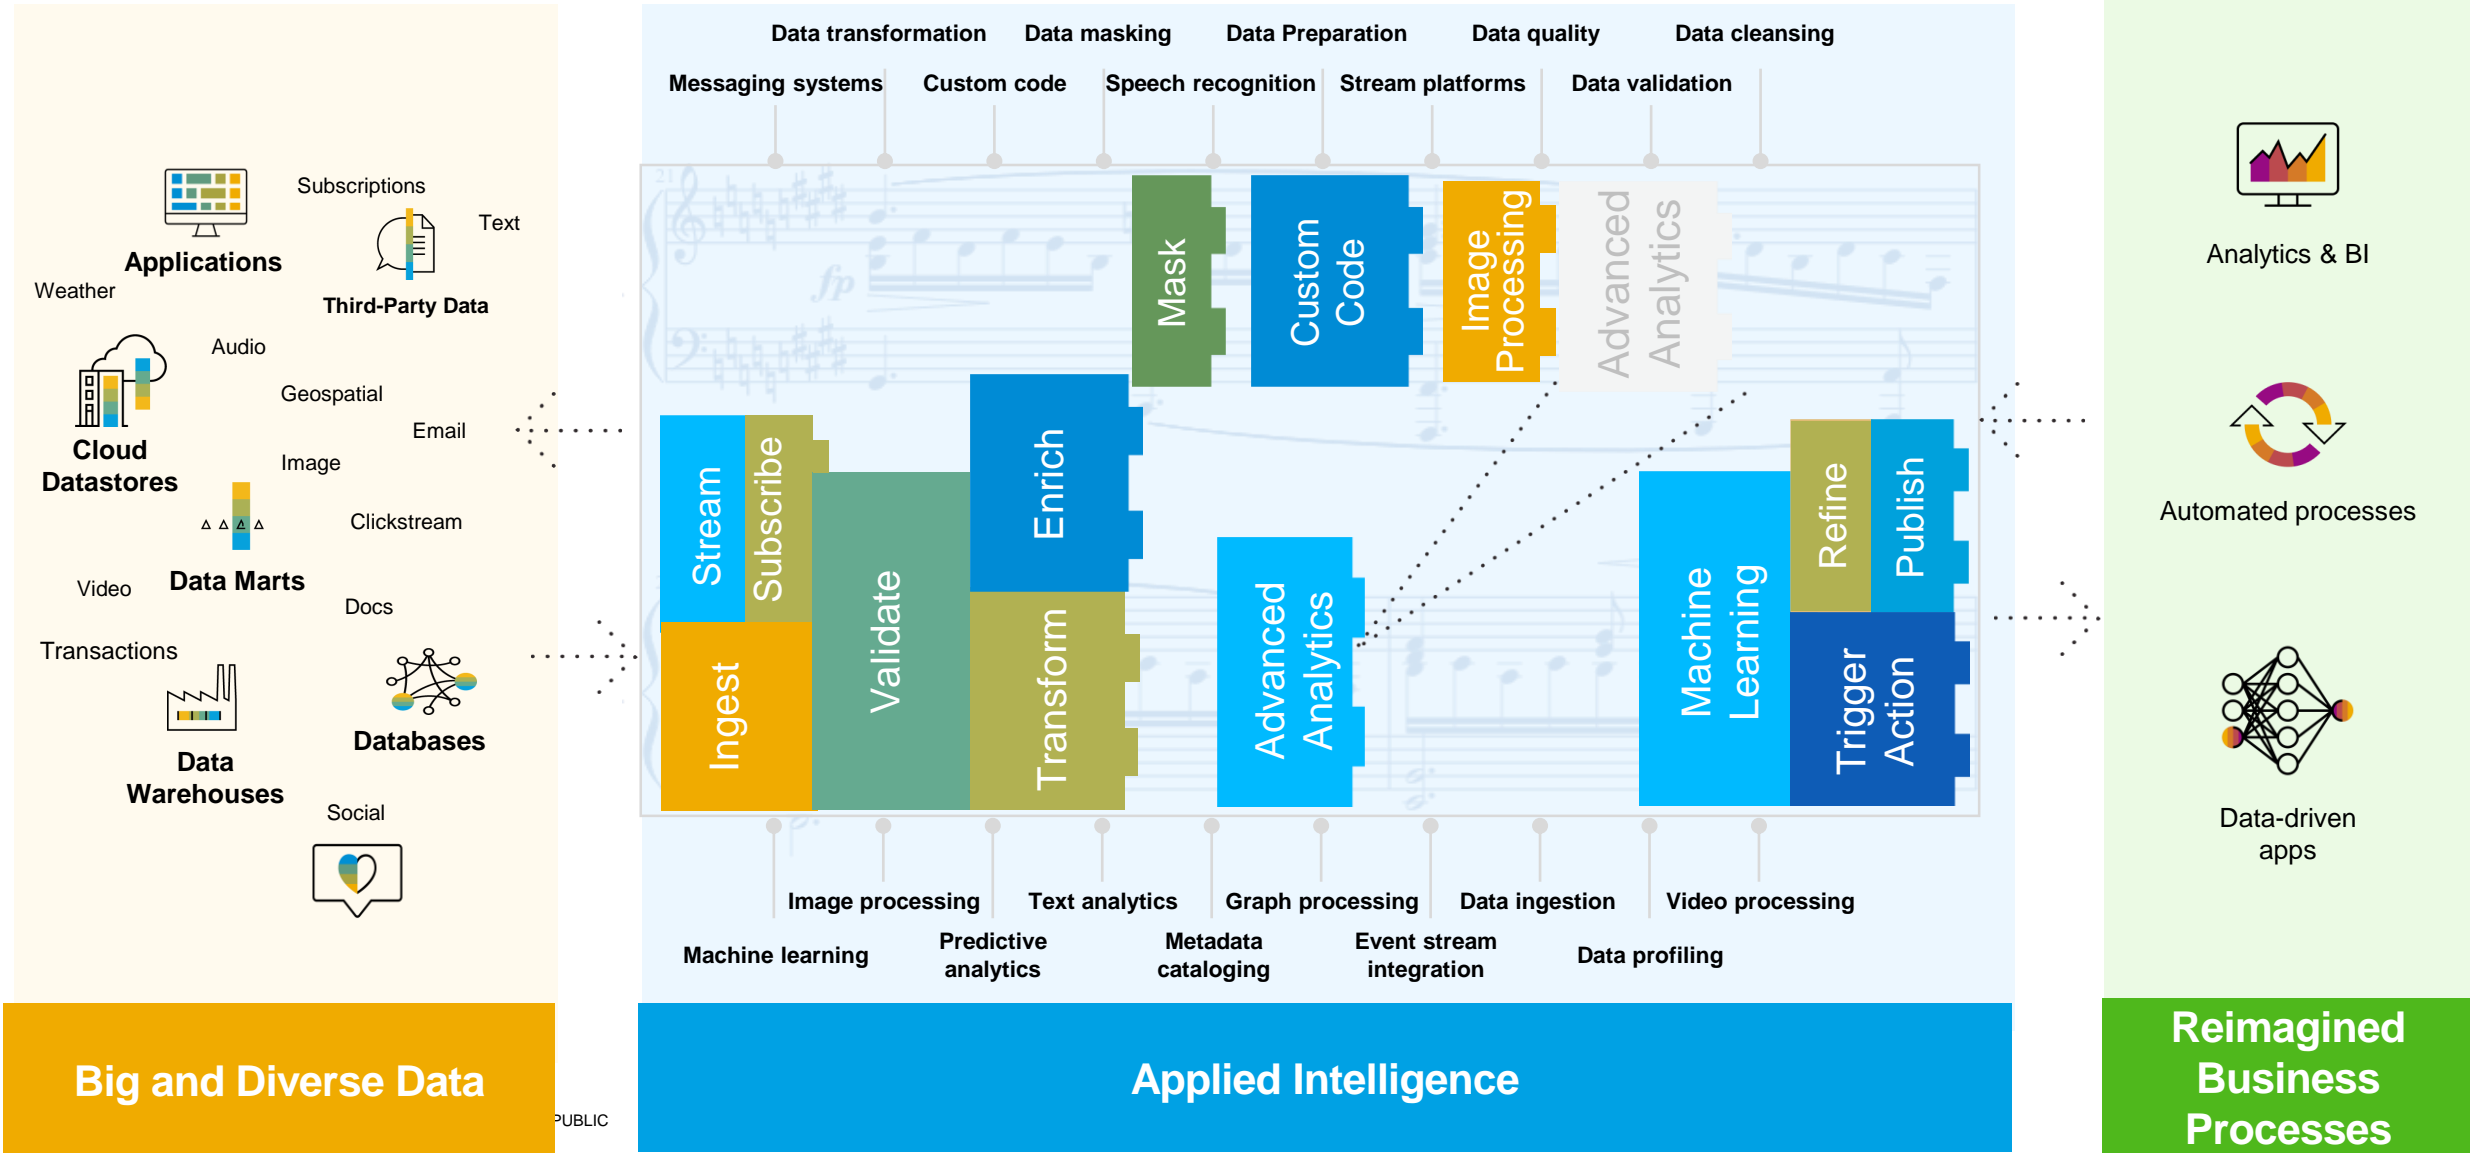 Subscriptions
Text
Applications
Weather
Third-Party Data
Audio
Geospatial
Cloud
Datastores
Email
Image
Clickstream
Data Marts
Video
Docs
Transactions
Databases
Data
Warehouses
Social
Big and Diverse Data
PUBLIC
Data transformation
Data masking
Data Preparation
Data quality
Data cleansing
Messaging systems
Custom code
Speech recognition
Stream platforms
Data validation
21
fp
Mask
Custom
Code
Image
Processing
Advanced
Analytics
Stream
Subscribe
Ingest
Validate
Enrich
Transform
Advanced
Analytics
Machine
Learning
Refine
Publish
Trigger
Action
Image processing
Text analytics
Graph processing
Data ingestion
Video processing
Machine learning
Predictive
analytics
Metadata
cataloging
Event stream
integration
Data profiling
Applied Intelligence
Analytics & BI
Automated processes
Data-driven
apps
Reimagined
Business
Processes